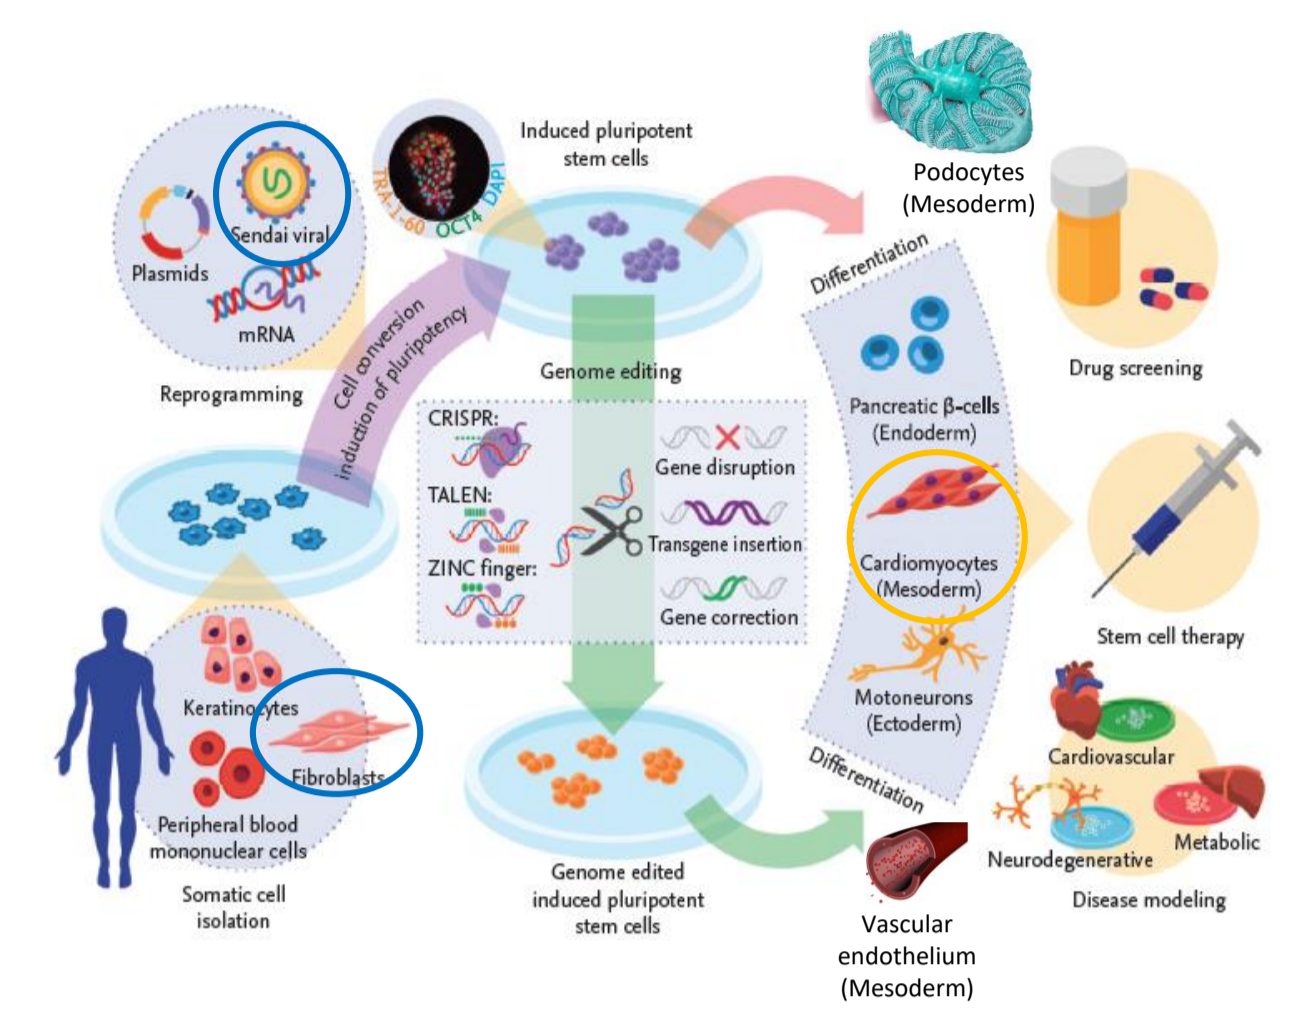 Sendai viral
Plasmids
mRNA
Reprogramming
TRA-1-60 OCT4 DAPI
Induced pluripotent
stem cells
Cell conversion
induction of pluripotency
Genome editing
CRISPR:
TALEN:
ZINC finger:
Gene disruption
Transgene insertion
Gene correction
Keratinocytes
Fibroblasts
Peripheral blood
mononuclear cells
Somatic cell
isolation
Genome edited
induced pluripotent
stem cells
Podocytes
(Mesoderm)
Differentiation
Pancreatic β-cells
(Endoderm)
Cardiomyocytes
(Mesoderm)
Motoneurons
(Ectoderm)
Differentiation
Vascular
endothelium
(Mesoderm)
Drug screening
Stem cell therapy
Cardiovascular
Metabolic
Neurodegenerative
Disease modeling